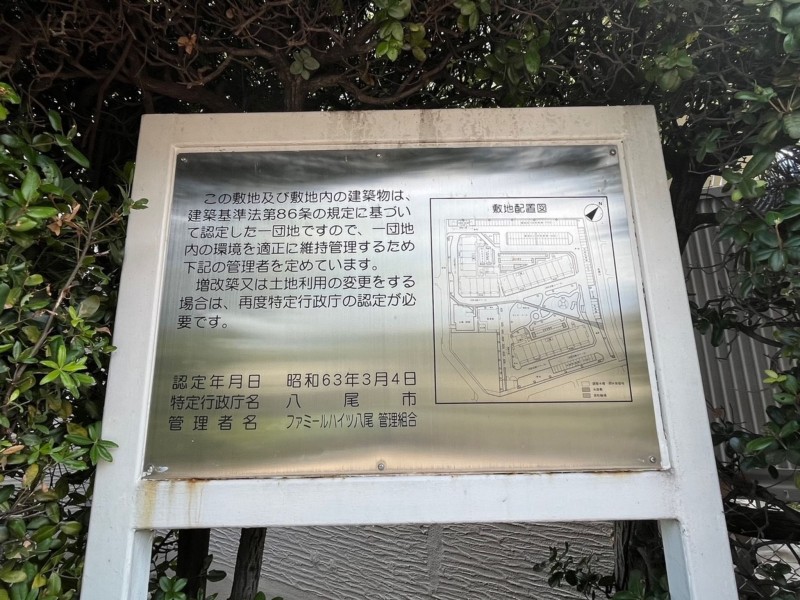 この敷地及び敷地内の建築物は、
建築基準法第86条の規定に基づい
て認定した一団地ですので、一団地
内の環境を適正に維持管理するため
下記の管理者を定めています。
増改築又は土地利用の変更をする
場合は、再度特定行政庁の認定が必
要です。
認定年月日 昭和63年3月4日
特定行政庁名 八尾市
管理者名 ファミールハイツ八尾 管理組合
敷地配置図
N